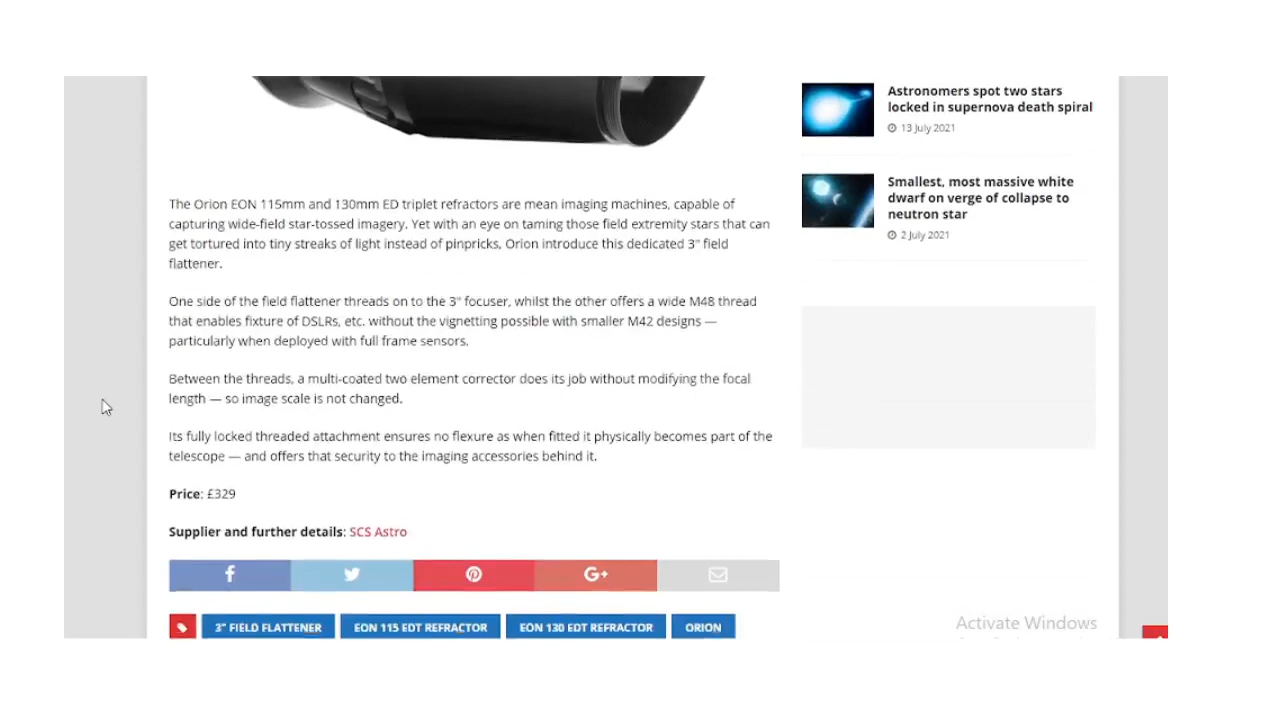 Astronomers spot two stars
locked in supernova death spiral
13 July 2021
Smallest, most massive white
dwarf on verge of collapse to
neutron star
2 July 2021
The Orion EON 115mm and 130mm ED triplet refractors are mean imaging machines, capable of
capturing wide-field star-tossed imagery. Yet with an eye on taming those field extremity stars that can
get tortured into tiny streaks of light instead of pinpricks, Orion introduce this dedicated 3" field
flattener.
One side of the field flattener threads on to the 3" focuser, whilst the other offers a wide M48 thread
that enables fixture of DSLRs, etc. without the vignetting possible with smaller M42 designs —
particularly when deployed with full frame sensors.
Between the threads, a multi-coated two element corrector does its job without modifying the focal
length — so image scale is not changed.
Its fully locked threaded attachment ensures no flexure as when fitted it physically becomes part of the
telescope — and offers that security to the imaging accessories behind it.
Price: £329
Supplier and further details: SCS Astro
3" FIELD FLATTENER EON 115 EDT REFRACTOR EON 130 EDT REFRACTOR ORION
Activate Windows